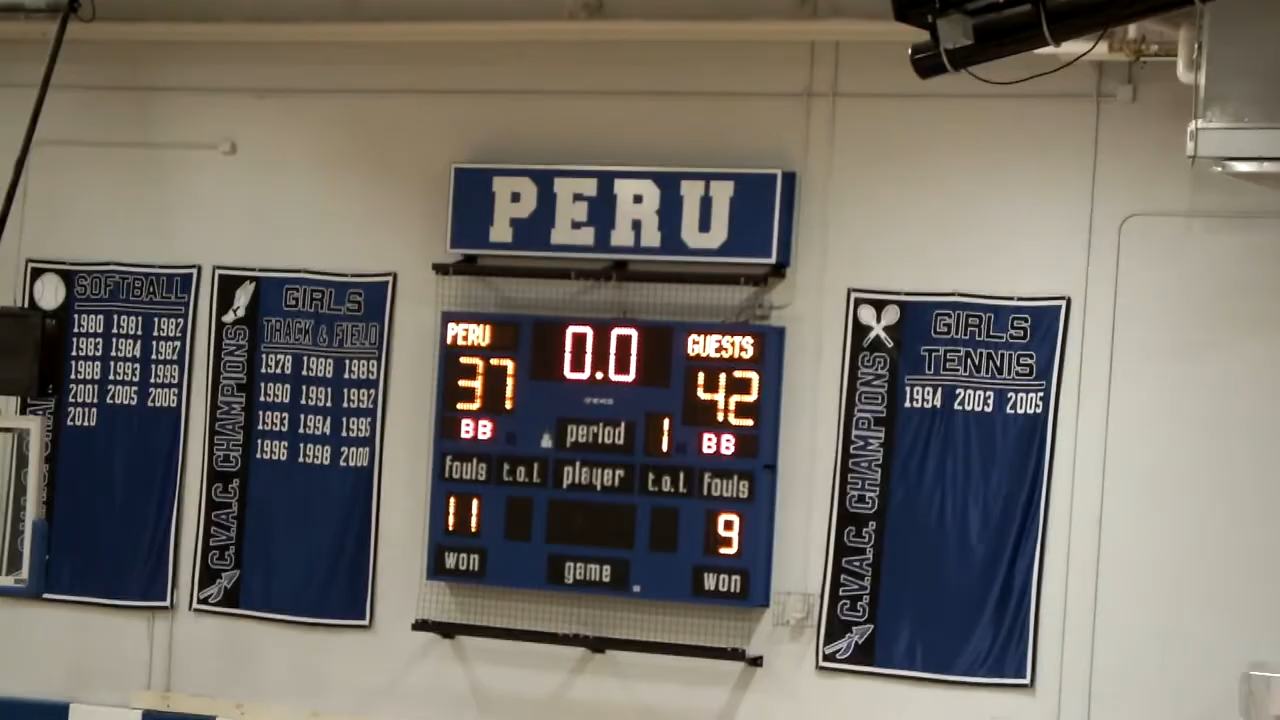 PERU
SOFTBALL
1980 1981 1982
1983 1984 1987
1988 1993 1999
2001 2005 2006
2010
GIRLS
TRACK & FIELD
1978 1988 1989
1990 1991 1992
1993 1994 1995
1996 1998 2000
C.V.A.C. CHAMPIONS
PERU 0.0 GUESTS
37 42
BB period 1 BB
fouls t.o.l. player t.o.l. fouls
11 9
won game won
GIRLS
TENNIS
1994 2003 2005
C.V.A.C. CHAMPIONS